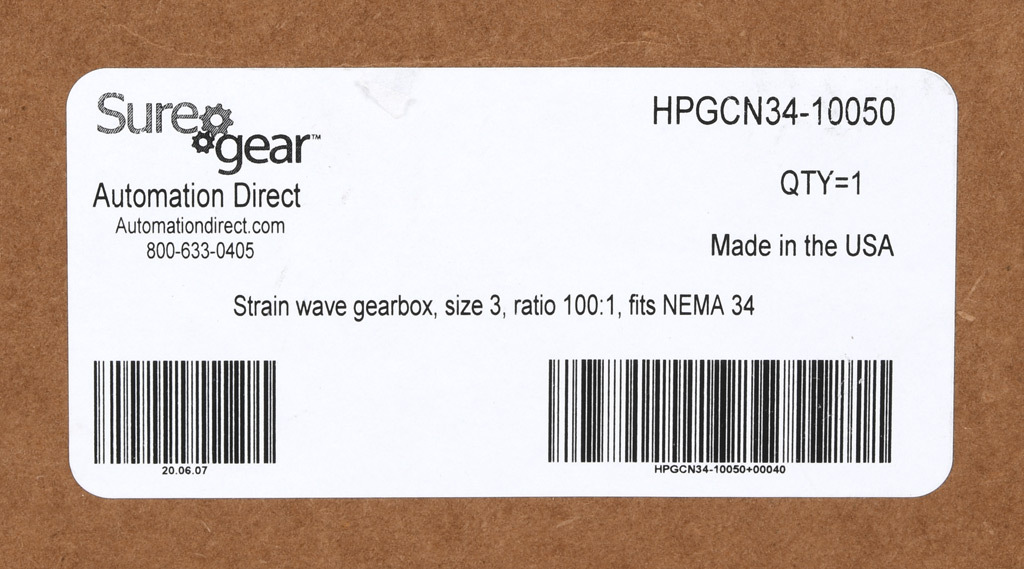 Sure gear™
HPGCN34-10050
Automation Direct
QTY=1
Automationdirect.com
800-633-0405
Made in the USA
Strain wave gearbox, size 3, ratio 100:1, fits NEMA 34
20.06.07
HPGCN34-10050+00040